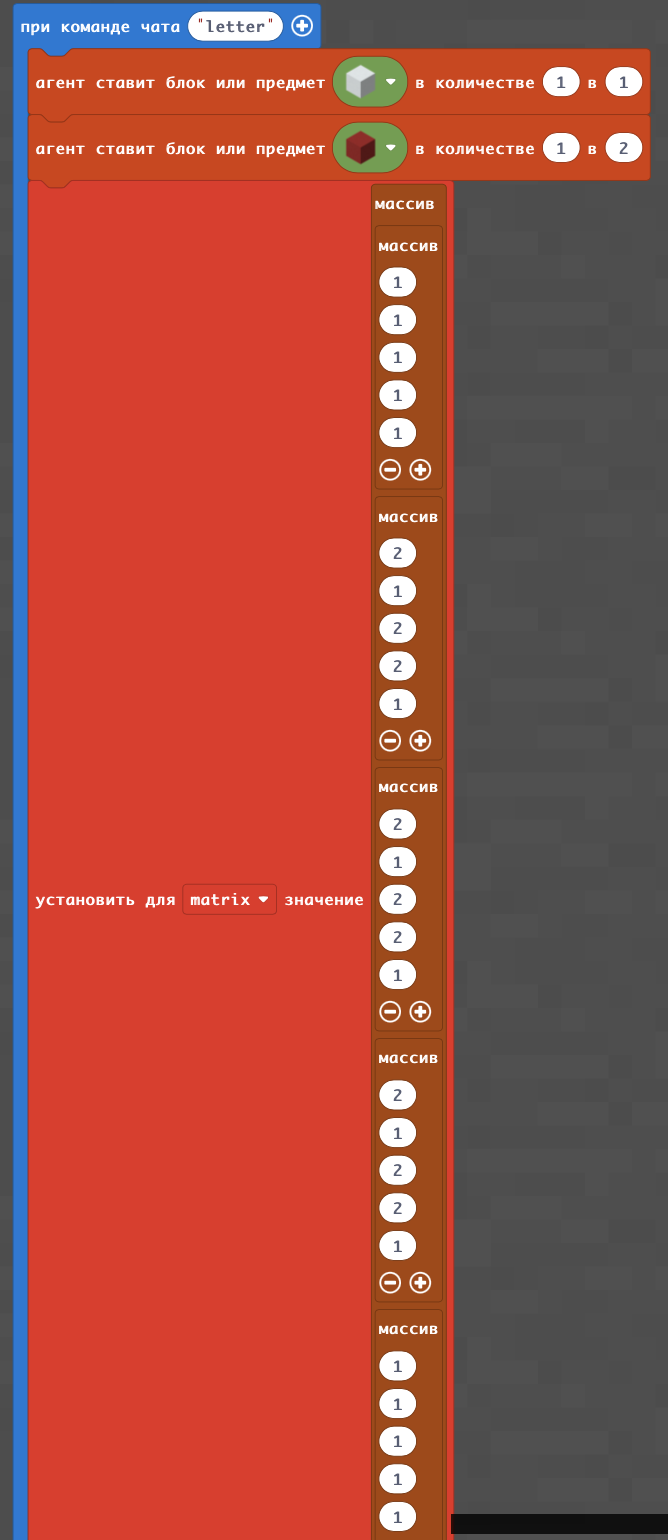 при команде чата "letter"
агент ставит блок или предмет в количестве 1 в 1
агент ставит блок или предмет в количестве 1 в 2
массив
массив
1
1
1
1
1
массив
2
1
2
2
1
массив
2
1
2
2
1
установить для matrix значение
массив
2
1
2
2
1
массив
1
1
1
1
1